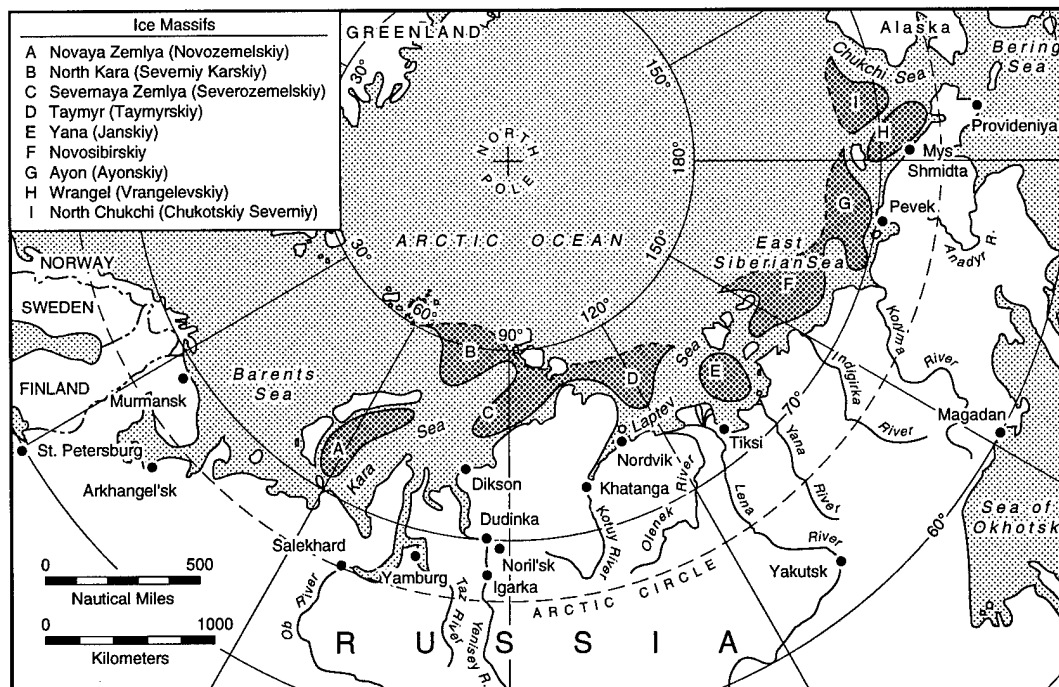 Ice Massifs
A Novaya Zemlya (Novozemelskiy)
B North Kara (Severniy Karskiy)
C Severnaya Zemlya (Severozemelskiy)
D Taymyr (Taymyrskiy)
E Yana (Janskiy)
F Novosibirskiy
G Ayon (Ayonskiy)
H Wrangel (Vrangelevskiy)
I North Chukchi (Chukotskiy Severniy)
GREENLAND
30°
150°
Alaska
Bering
Sea
Chukchi Sea
I
H
Provideniya
Mys
Shmidta
NORTH
POLE
180°
G
Pevek
Anadyr R.
ARCTIC OCEAN
30°
150°
East
Siberian Sea
F
NORWAY
SWEDEN
FINLAND
60°
90°
120°
B
Barents
Sea
Murmansk
Sea
E
D
C
Laptev
70°
Kolyma
River
Indigirka
River
Magadan
St. Petersburg
Arkhangel'sk
A
Kara
Sea
Dikson
Nordvik
Khatanga
Tiksi
Yana
River
60°
Sea of
Okhotsk
Salekhard
Dudinka
Noril'sk
Igarka
Yamburg
Kotuy River
Olenek
River
Lena
River
Yakutsk
ARCTIC CIRCLE
Ob
River
Taz
River
Yenisey R.
RUSSIA
0 500
Nautical Miles
0 1000
Kilometers